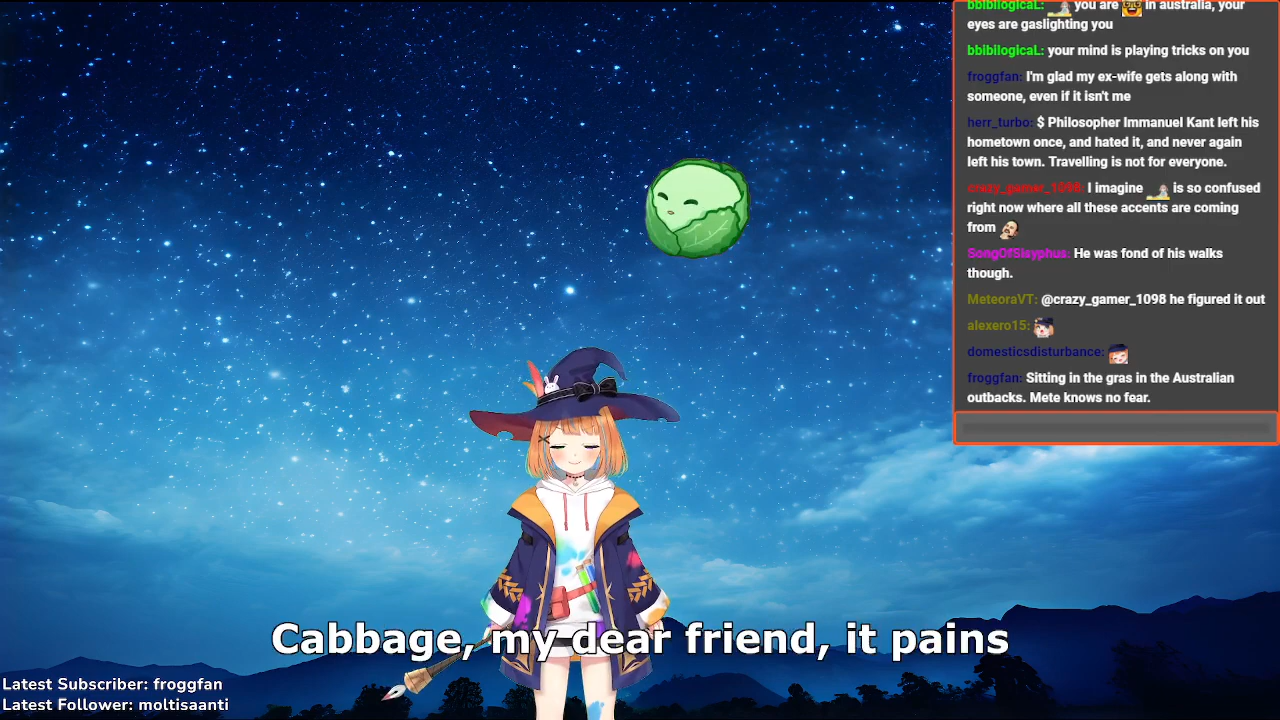 bbibilogicaL: you are in australia, your
eyes are gaslighting you
bbibilogicaL: your mind is playing tricks on you
froggfan: I'm glad my ex-wife gets along with
someone, even if it isn't me
herr_turbo: $ Philosopher Immanuel Kant left his
hometown once, and hated it, and never again
left his town. Travelling is not for everyone.
crazy_gamer_1098: I imagine is so confused
right now where all these accents are coming
from
SongOfSisyphus: He was fond of his walks
though.
MeteoraVT: @crazy_gamer_1098 he figured it out
alexero15:
domesticsdisturbance:
froggfan: Sitting in the gras in the Australian
outbacks. Mete knows no fear.
Cabbage, my dear friend, it pains
Latest Subscriber: froggfan
Latest Follower: moltisaanti